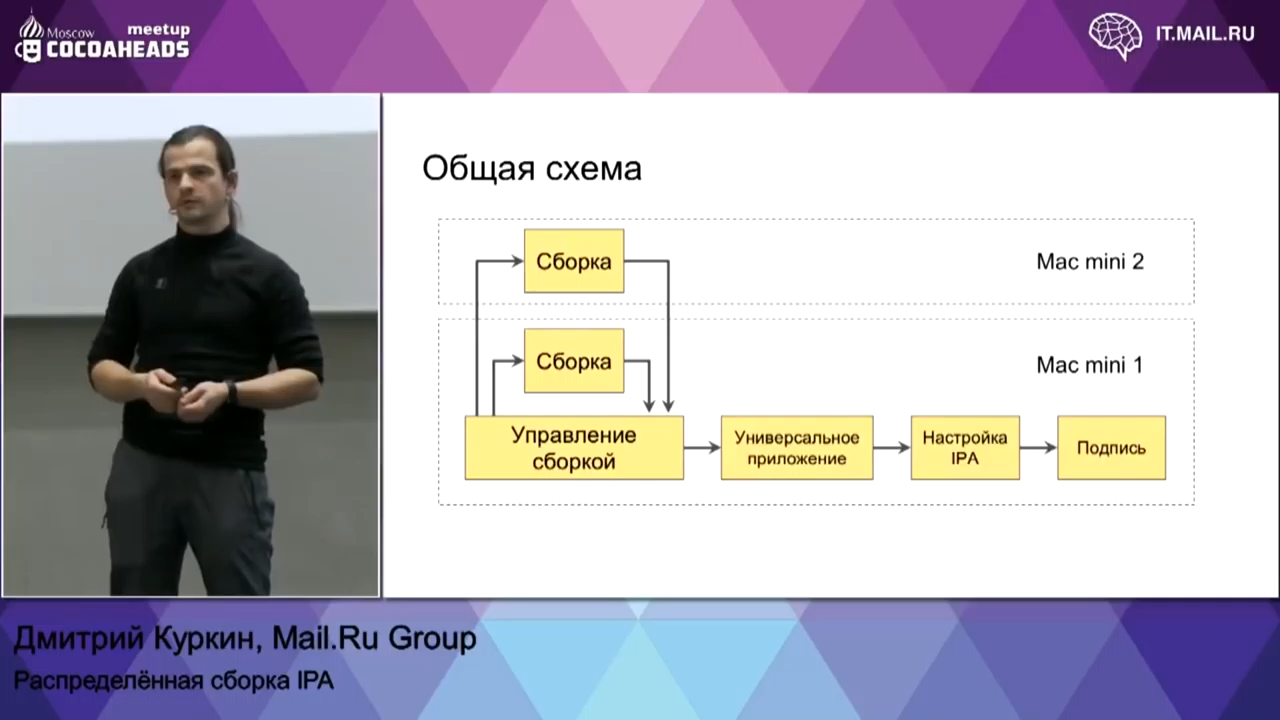 Moscow meetup
COCOAHEADS
IT.MAIL.RU
Общая схема
Сборка
Mac mini 2
Сборка
Mac mini 1
Управление
сборкой
Универсальное
приложение
Настройка
IPA
Подпись
Дмитрий Куркин, Mail.Ru Group
Распределённая сборка IPA